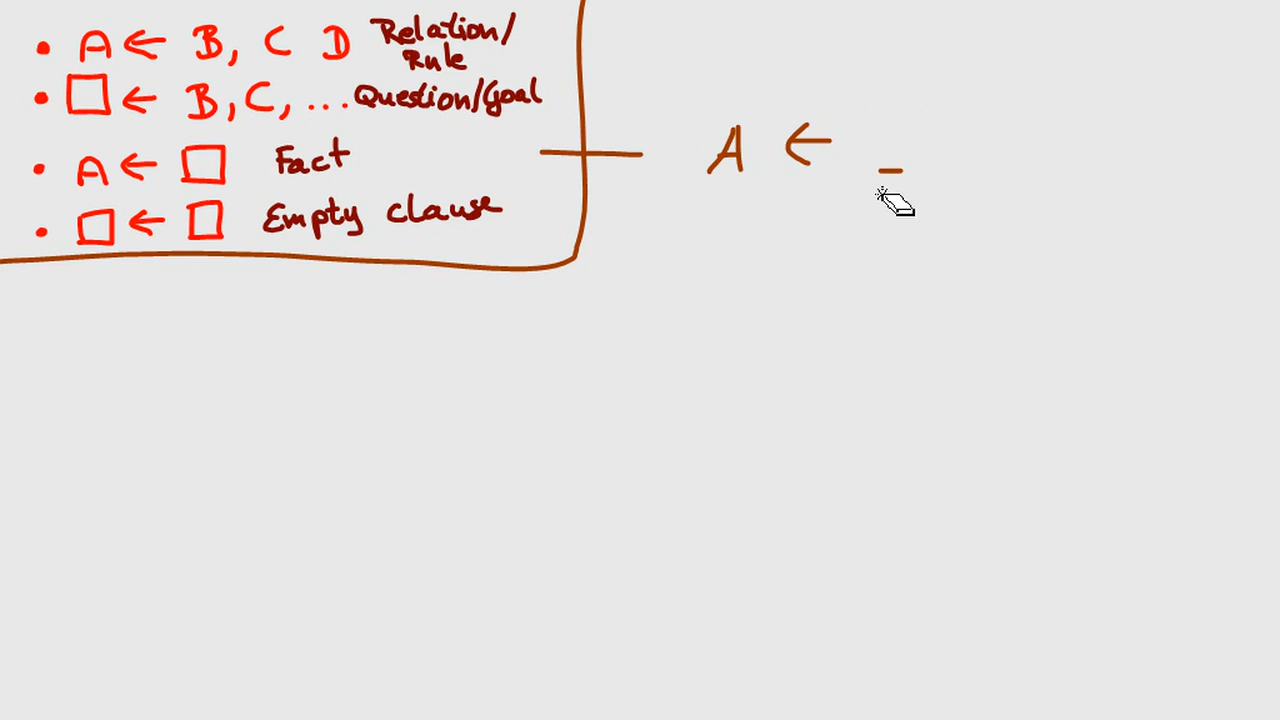 • A ← B, C D Relation/
Rule
• □ ← B, C, ... Question/Goal
• A ← □ Fact
• □ ← □ Empty clause
A ← _